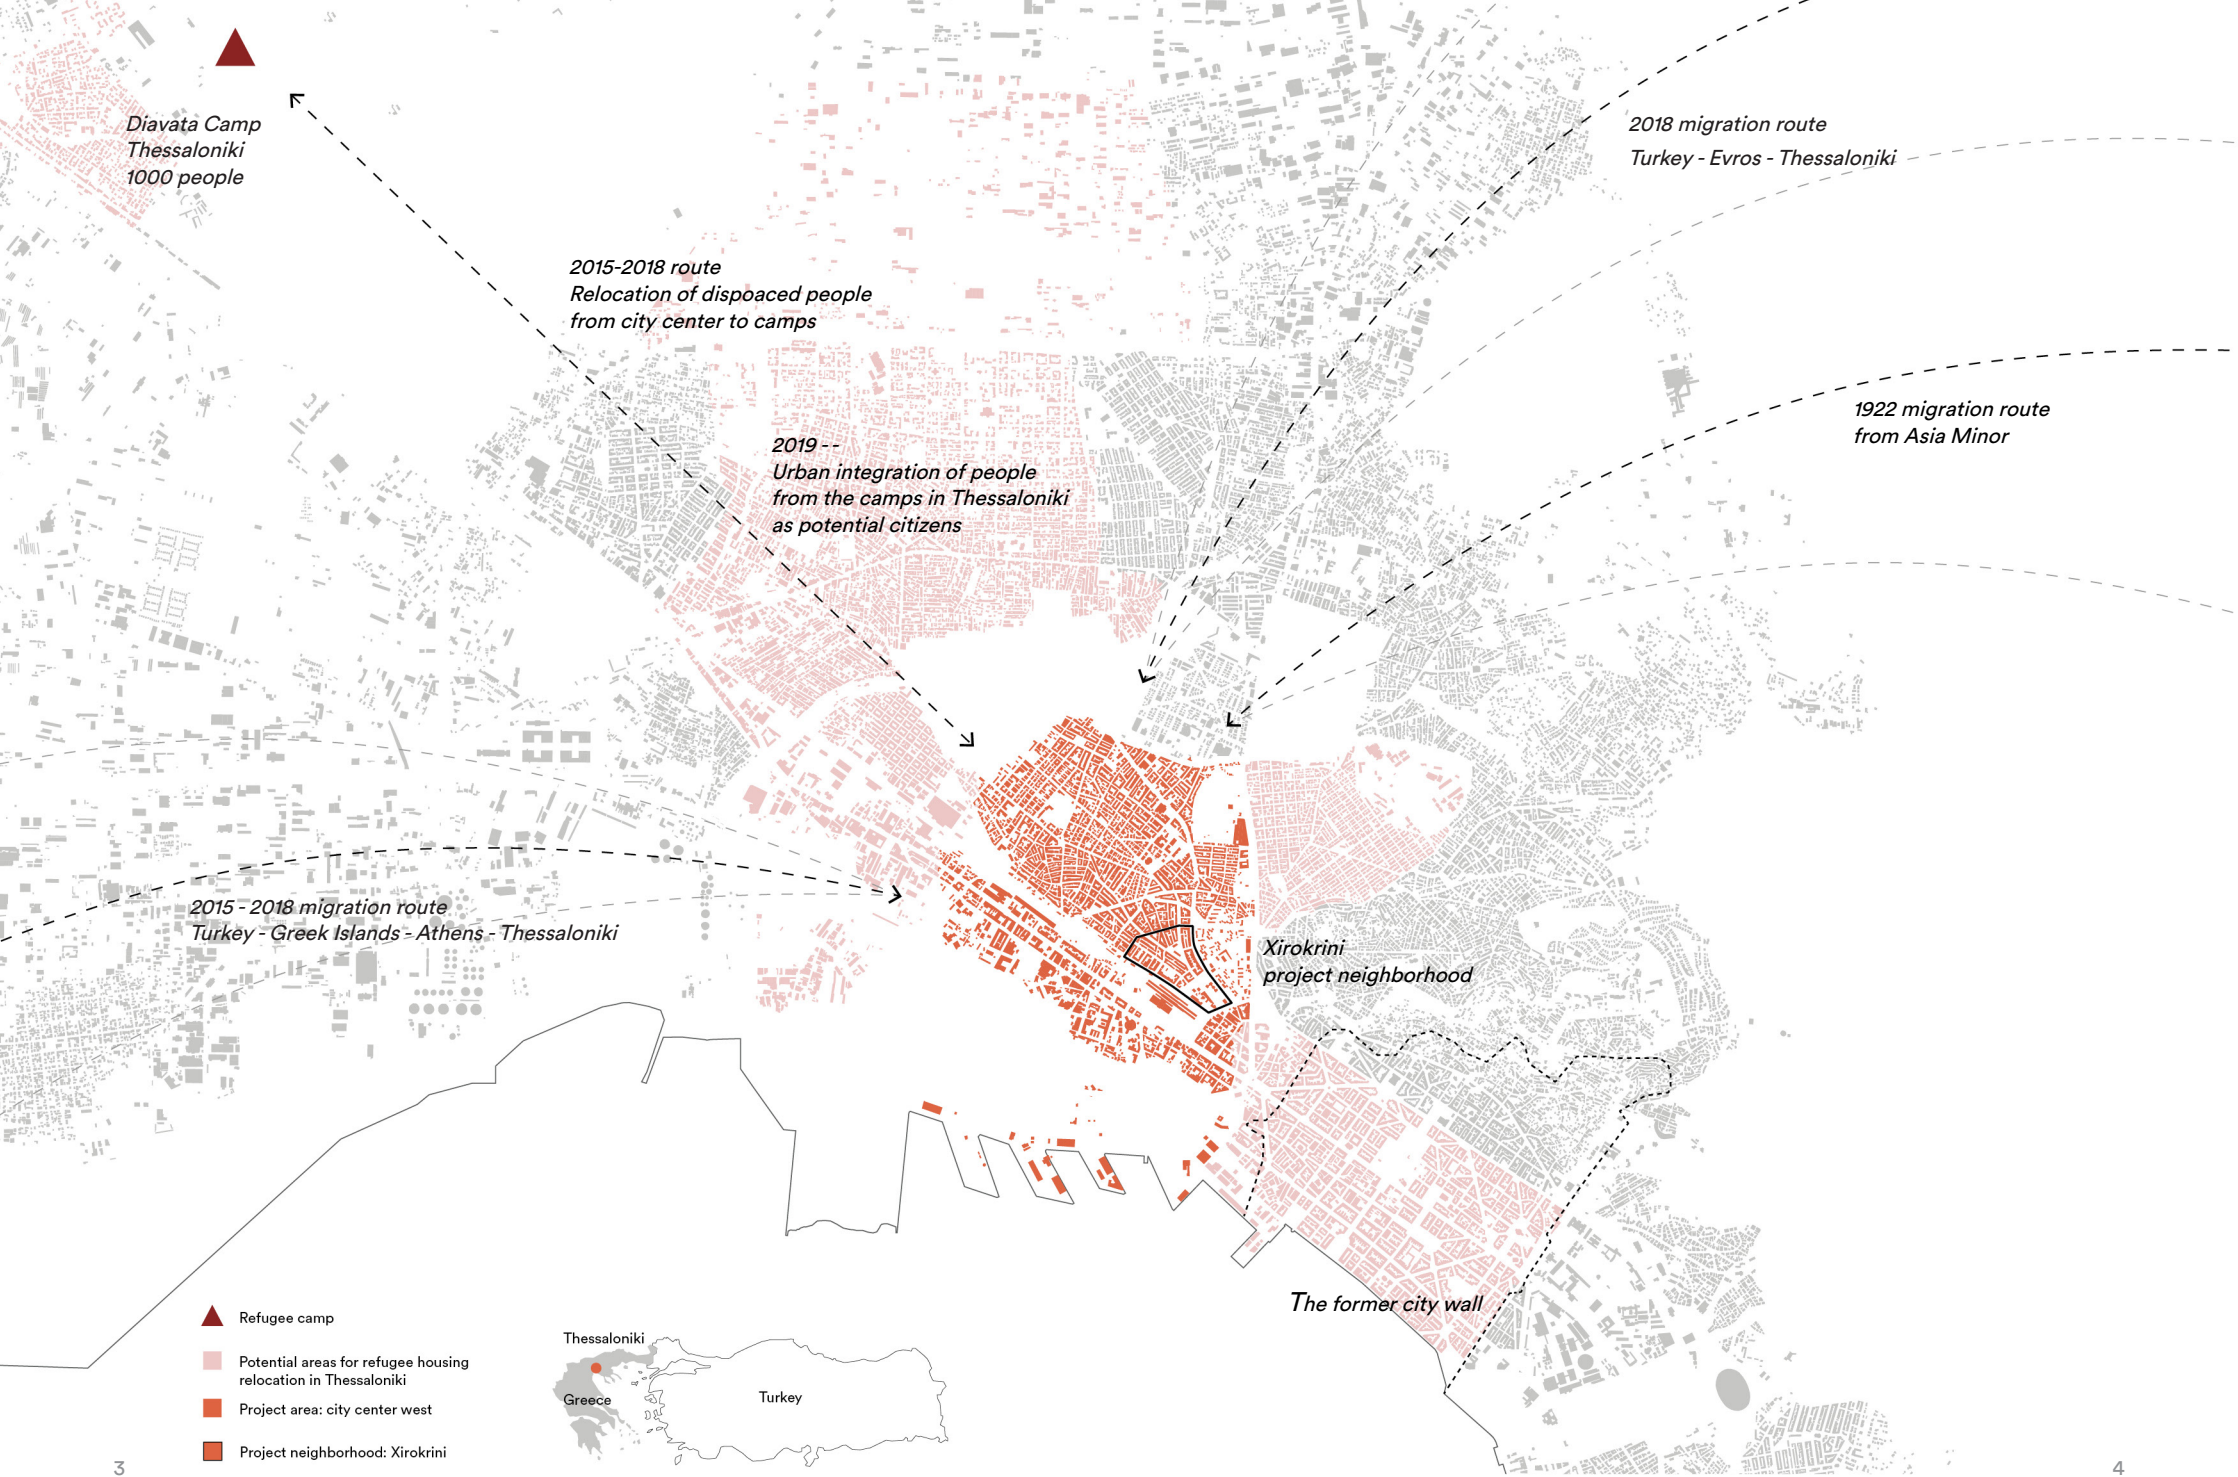 Diavata Camp
Thessaloniki
1000 people
2018 migration route
Turkey - Evros - Thessaloniki
2015-2018 route
Relocation of dispoaced people
from city center to camps
1922 migration route
from Asia Minor
2019 - -
Urban integration of people
from the camps in Thessaloniki
as potential citizens
2015 - 2018 migration route
Turkey - Greek Islands - Athens - Thessaloniki
Xirokrini
project neighborhood
The former city wall
Refugee camp
Potential areas for refugee housing
relocation in Thessaloniki
Project area: city center west
Project neighborhood: Xirokrini
Thessaloniki
Greece
Turkey
3
4